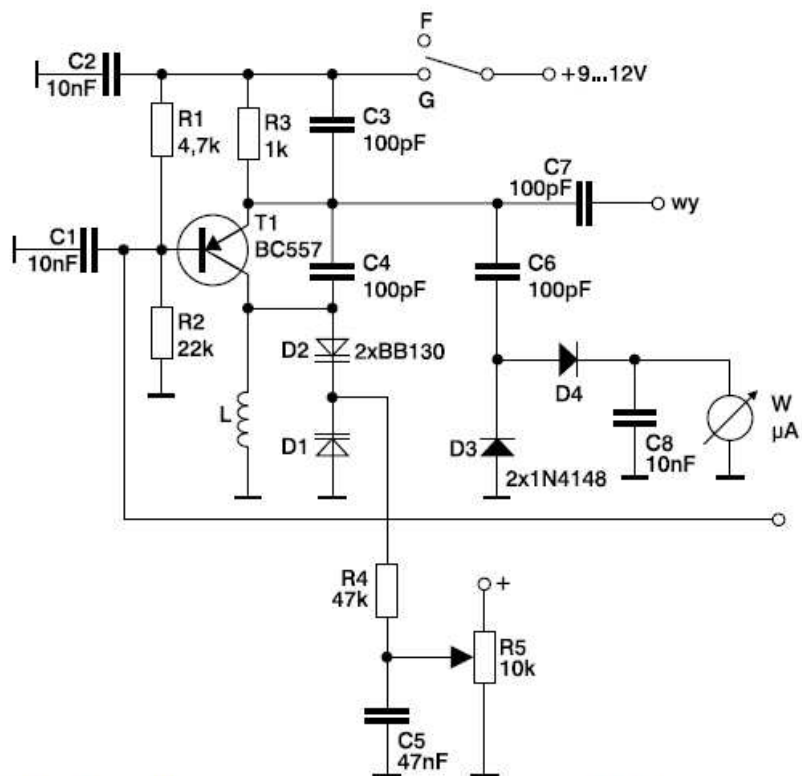 F
C2
10nF
+9...12V
G
R1
4,7k
R3
1k
C3
100pF
C7
100pF
wy
T1
BC557
C1
10nF
C4
100pF
C6
100pF
R2
22k
D2
2xBB130
D4
W
µA
L
D1
D3
C8
10nF
2x1N4148
R4
47k
+
R5
10k
C5
47nF